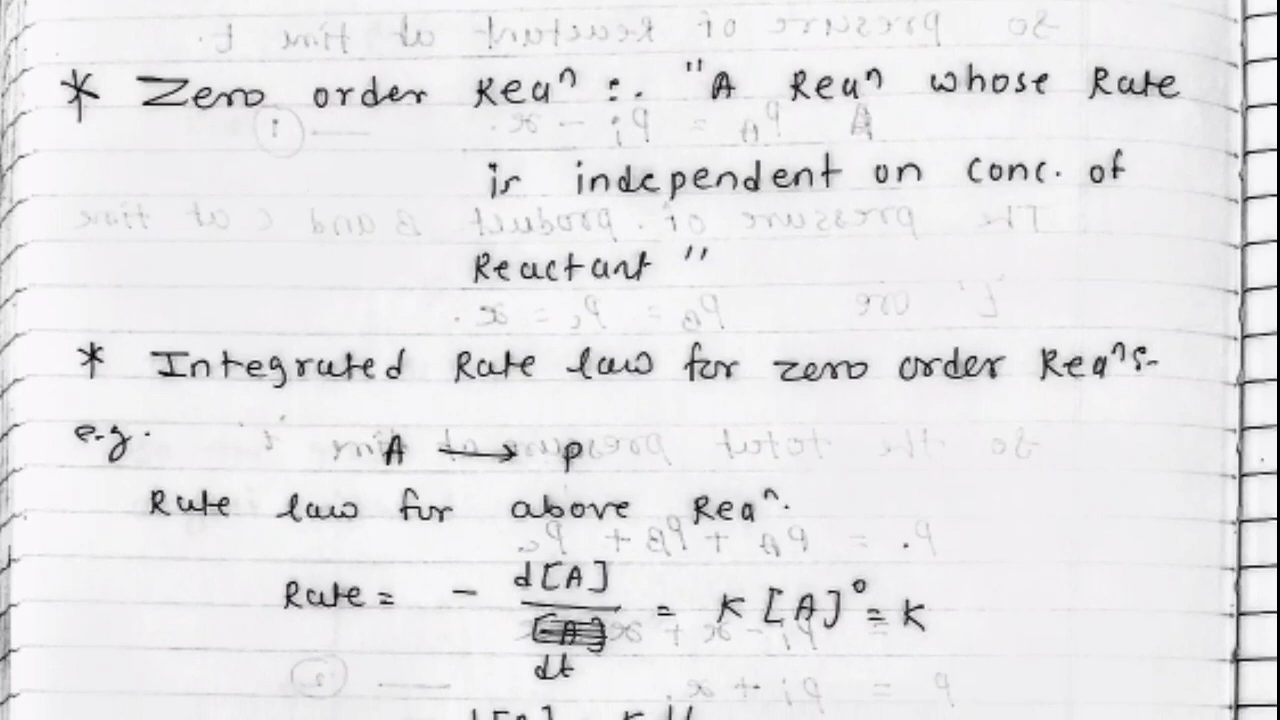 * Zero order Reaⁿ :- "A Reaⁿ whose Rate
is independent on conc. of
Reactant "
* Integrated Rate law for zero order Reaⁿ:-
e.g. A → P
Rate law for above Reaⁿ.
Rate = - d[A]/dt = K [A]⁰ = K